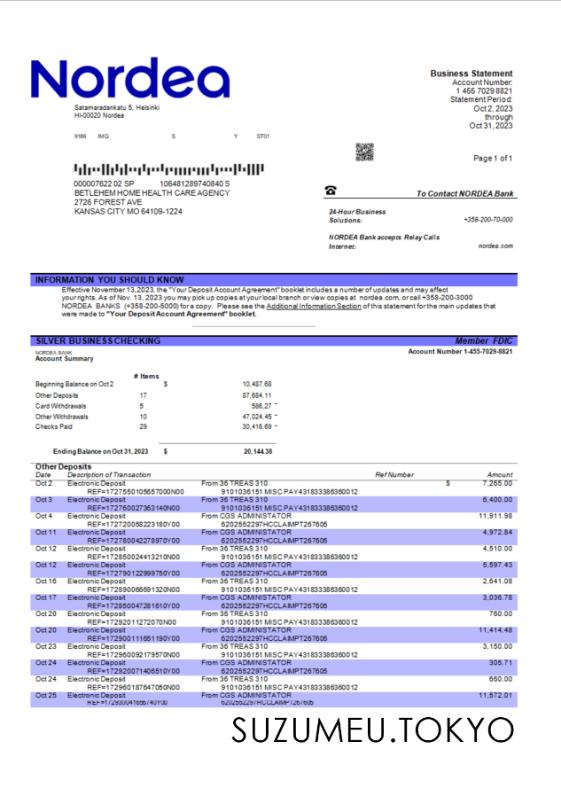 Nordea
Satamaradankatu 5, Helsinki
HI-00020 Nordea
9189 IMG S Y ST01
Business Statement
Account Number:
1 455 7029 8821
Statement Period:
Oct 2, 2023
through
Oct 31, 2023
Page 1 of 1
000007622 02 SP 106481289740840 S
BETLEHEM HOME HEALTH CARE AGENCY
2726 FOREST AVE
KANSAS CITY MO 64109-1224
To Contact NORDEA Bank
24-Hour Business
Solutions: +358-200-70-000
NORDEA Bank accepts Relay Calls
Internet: nordea.com
INFORMATION YOU SHOULD KNOW
Effective November 13,2023, the "Your Deposit Account Agreement" booklet includes a number of updates and may affect
your rights. As of Nov. 13, 2023 you may pick up copies at your local branch or view copies at nordea.com, or call +358-200-3000
NORDEA BANKS (+358-200-5000) for a copy. Please see the Additional Information Section of this statement for the main updates that
were made to "Your Deposit Account Agreement" booklet.
SILVER BUSINESS CHECKING Member FDIC
NORDEA BANK Account Number 1-455-7029-8821
Account Summary
# Items
Beginning Balance on Oct 2 $ 10,487.68
Other Deposits 17 87,684.11
Card Withdrawals 5 586,27 -
Other Withdrawals 10 47,024.45 -
Checks Paid 29 30,416.69 -
Ending Balance on Oct 31, 2023 $ 20,144.38
Other Deposits
Date Description of Transaction Ref Number Amount
Oct 2 Electronic Deposit From 36 TREAS 310 $ 7,265.00
REF=1727550105657000N00 9101036151 MISC PAY431833386360012
Oct 3 Electronic Deposit From 36 TREAS 310 6,400.00
REF=172760027363140N00 9101036151 MISC PAY431833386360012
Oct 4 Electronic Deposit From CGS ADMINISTATOR 11,911.98
REF=172720058223180Y00 6202552297HCCLAIMPT267605
Oct 11 Electronic Deposit From CGS ADMINISTATOR 4,972.84
REF=172780042278970Y00 6202552297HCCLAIMPT267605
Oct 12 Electronic Deposit From 36 TREAS 310 4,510.00
REF=172850024413210N00 9101036151 MISC PAY43183338636012
Oct 12 Electronic Deposit From CGS ADMINISTATOR 5,597.43
REF=172790122999750Y00 6202552297HCCLAIMPT267605
Oct 16 Electronic Deposit From 36 TREAS 310 2,641.08
REF=172890066691320N00 9101036151 MISC PAY43183338636012
Oct 17 Electronic Deposit From CGS ADMINISTATOR 3,036.78
REF=172850047281610Y00 6202552297HCCLAIMPT267605
Oct 20 Electronic Deposit From 36 TREAS 310 760.00
REF=17292011272070N00 9101036151 MISC PAY43183338636012
Oct 20 Electronic Deposit From CGS ADMINISTATOR 11,414.48
REF=172900111651190Y00 6202552297HCCLAIMPT267605
Oct 23 Electronic Deposit From 36 TREAS 310 3,150.00
REF=172960092179570N00 9101036151 MISC PAY43183338636012
Oct 24 Electronic Deposit From CGS ADMINISTATOR 305.71
REF=172920071406510Y00 6202552297HCCLAIMPT267605
Oct 24 Electronic Deposit From 36 TREAS 310 660.00
REF=172960187647050N00 9101036151 MISC PAY43183338636012
Oct 25 Electronic Deposit From CGS ADMINISTATOR 11,572.01
REF=172930041666740Y00 6202552297HCCLAIMPT267605
SUZUMEU.TOKYO